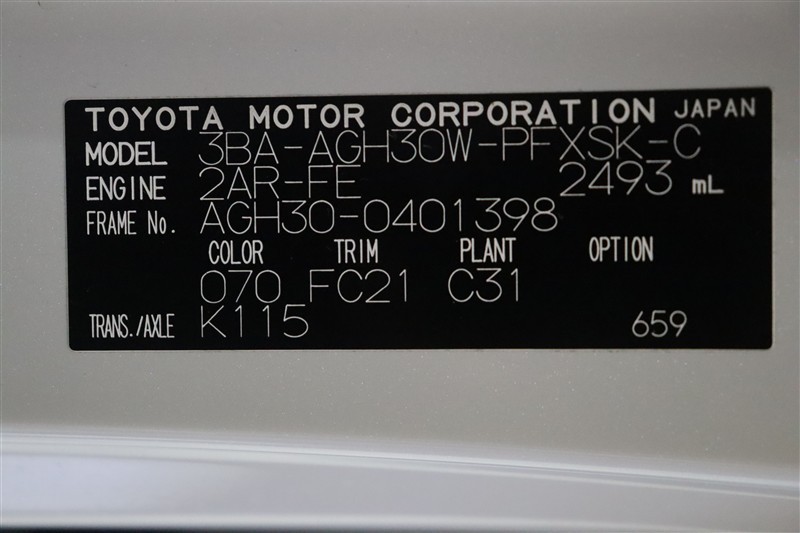 TOYOTA MOTOR CORPORATION JAPAN
MODEL 3BA-AGH30W-PFXSK-C
ENGINE 2AR-FE 2493 mL
FRAME No. AGH30-0401398
COLOR TRIM PLANT OPTION
070 FC21 C31
TRANS./AXLE K115 659